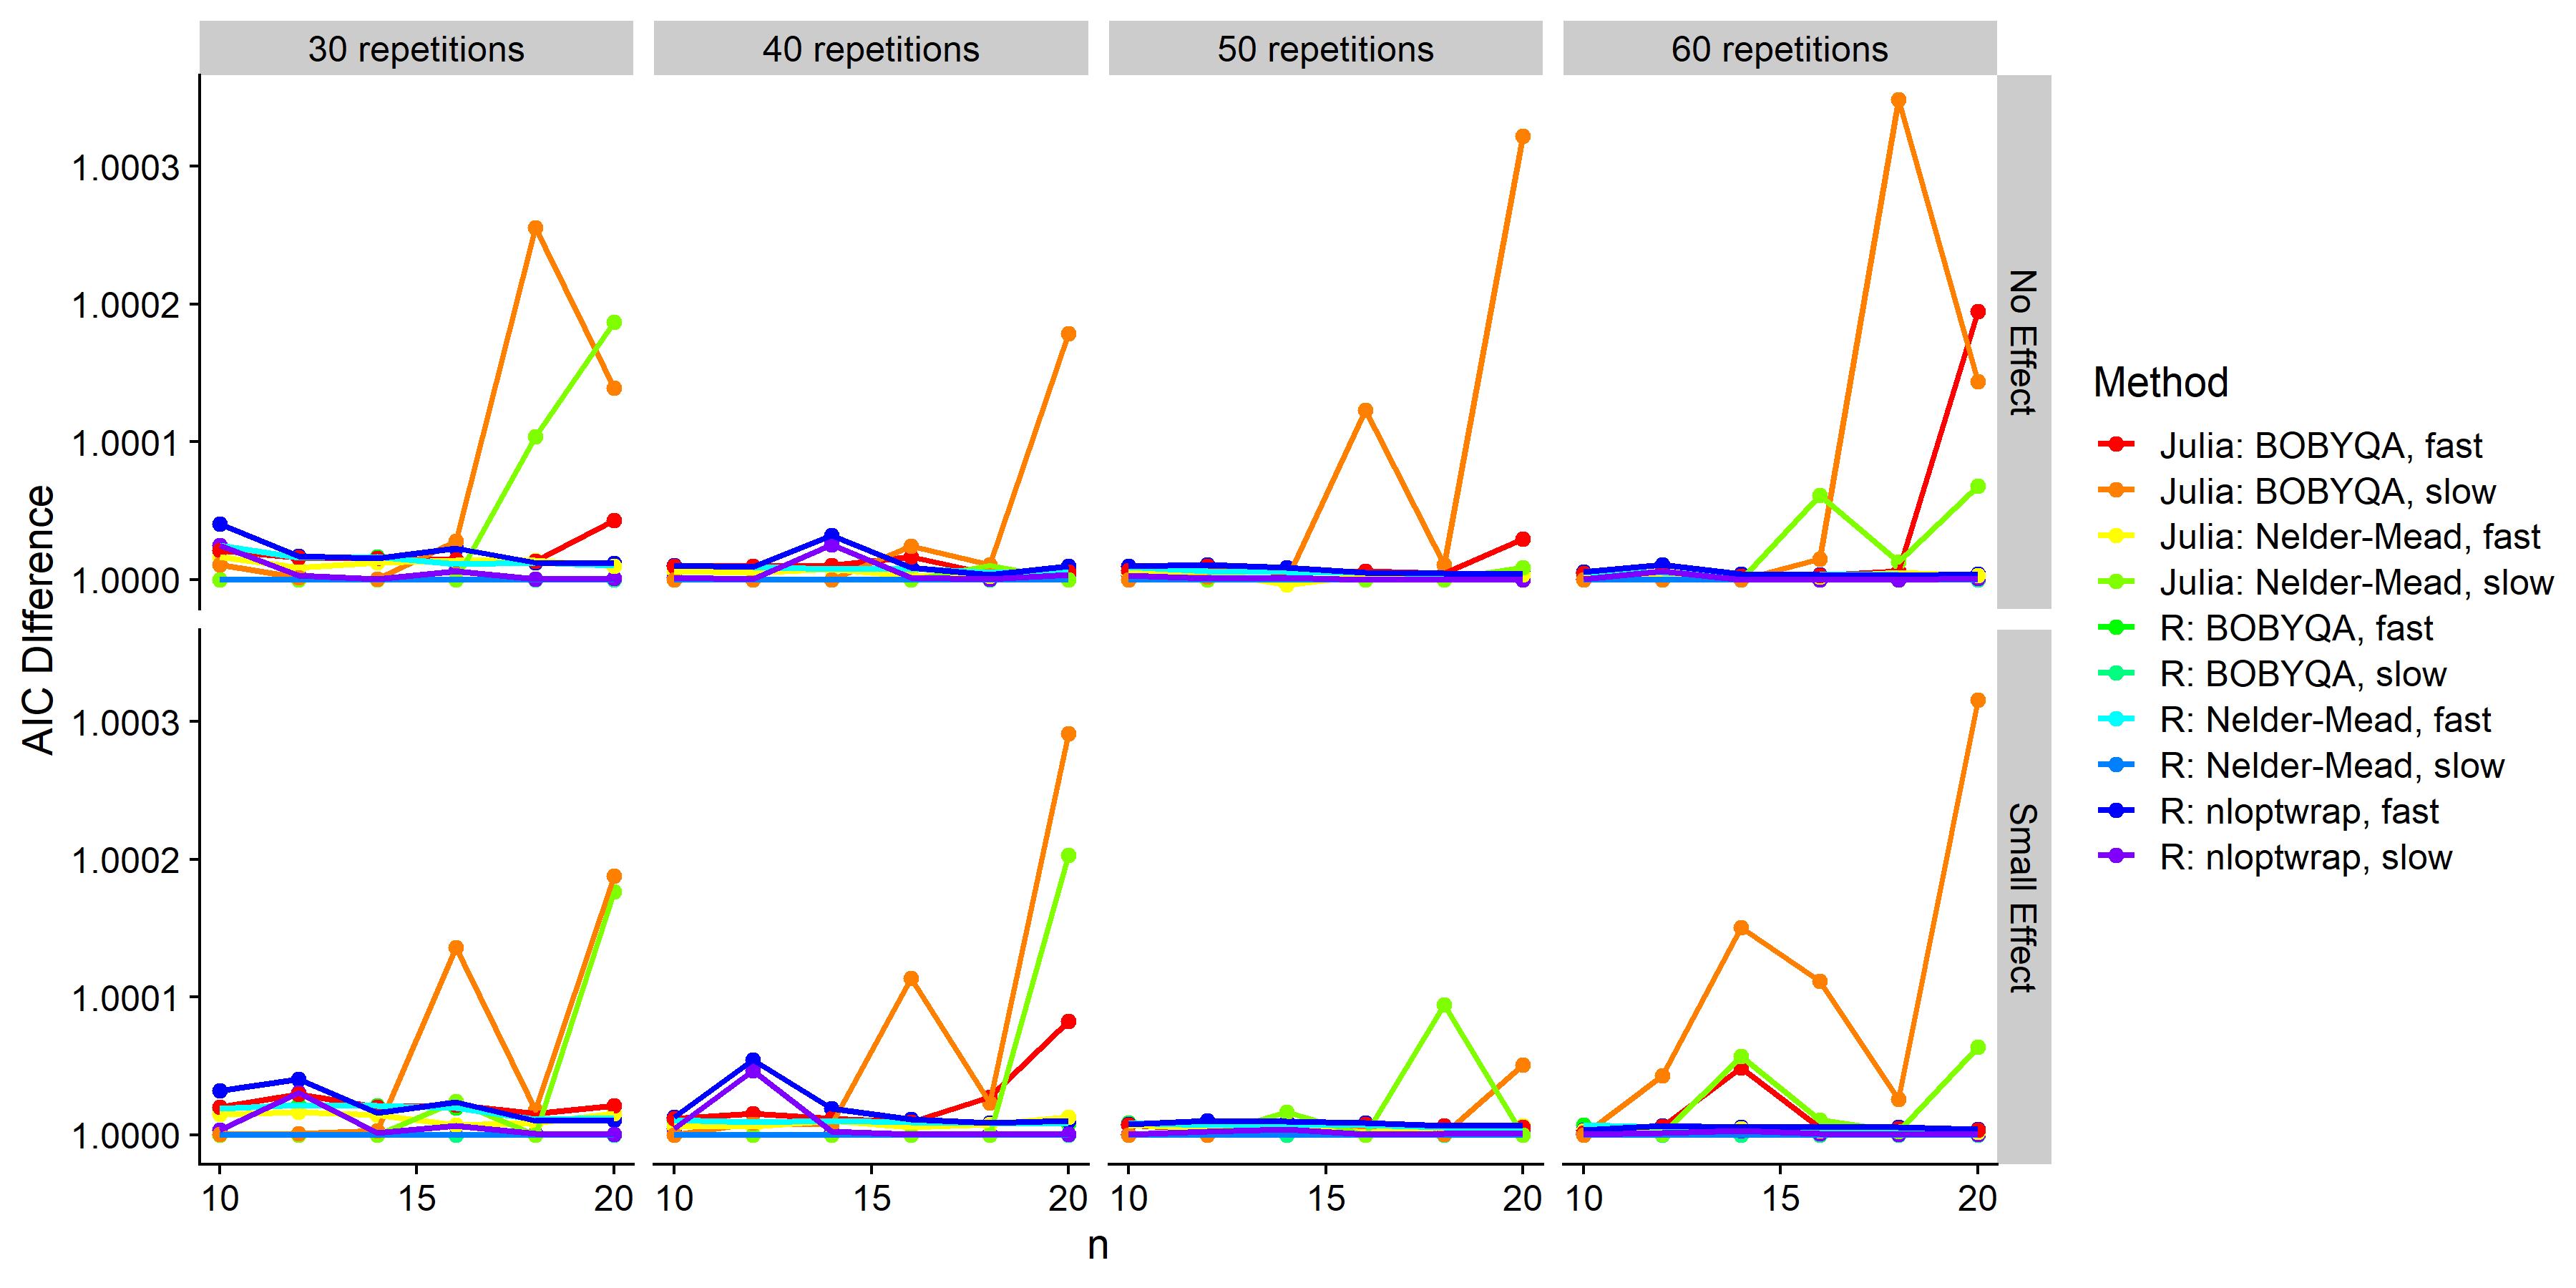 30 repetitions
40 repetitions
50 repetitions
60 repetitions
1.0003
1.0002
1.0001
1.0000
No Effect
1.0003
1.0002
1.0001
1.0000
Small Effect
AIC DIfference
10
15
20
10
15
20
10
15
20
10
15
20
n
Method
Julia: BOBYQA, fast
Julia: BOBYQA, slow
Julia: Nelder-Mead, fast
Julia: Nelder-Mead, slow
R: BOBYQA, fast
R: BOBYQA, slow
R: Nelder-Mead, fast
R: Nelder-Mead, slow
R: nloptwrap, fast
R: nloptwrap, slow